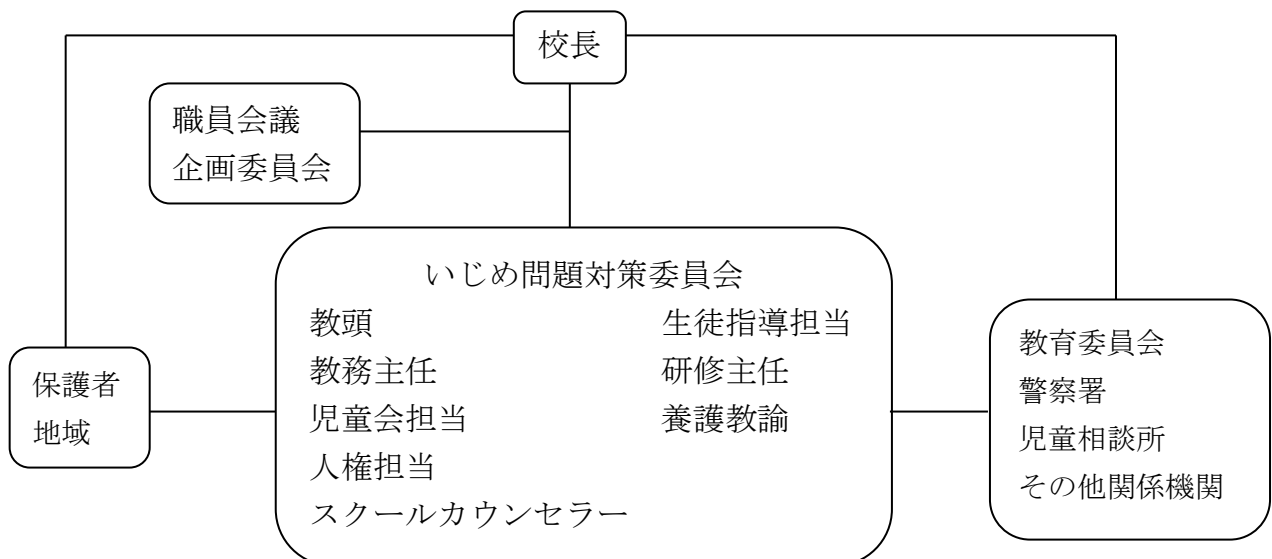 校長
職員会議
企画委員会
いじめ問題対策委員会
教頭
生徒指導担当
教務主任
研修主任
児童会担当
養護教諭
人権担当
スクールカウンセラー
保護者
地域
教育委員会
警察署
児童相談所
その他関係機関